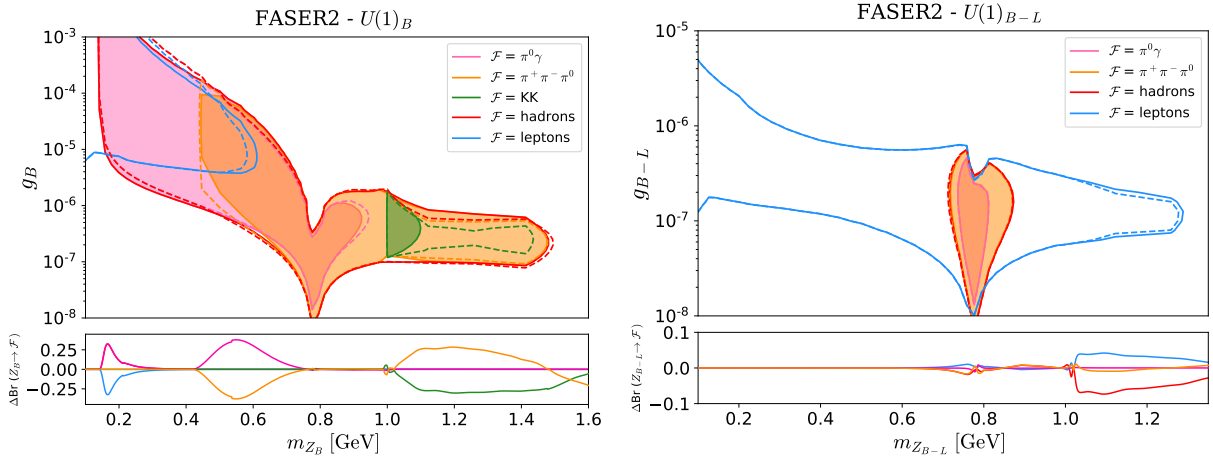 FASER2 - U(1)_B
10⁻³
10⁻⁴
10⁻⁵
10⁻⁶
10⁻⁷
10⁻⁸
g_B
ℱ = π⁰γ
ℱ = π⁺π⁻π⁰
ℱ = KK
ℱ = hadrons
ℱ = leptons
0.25
0.00
−0.25
ΔBr (Z_B → ℱ)
0.2 0.4 0.6 0.8 1.0 1.2 1.4 1.6
m_{Z_B} [GeV]
FASER2 - U(1)_{B−L}
10⁻⁵
10⁻⁶
10⁻⁷
10⁻⁸
g_{B−L}
ℱ = π⁰γ
ℱ = π⁺π⁻π⁰
ℱ = hadrons
ℱ = leptons
0.1
0.0
−0.1
ΔBr (Z_{B−L} → ℱ)
0.2 0.4 0.6 0.8 1.0 1.2
m_{Z_{B−L}} [GeV]